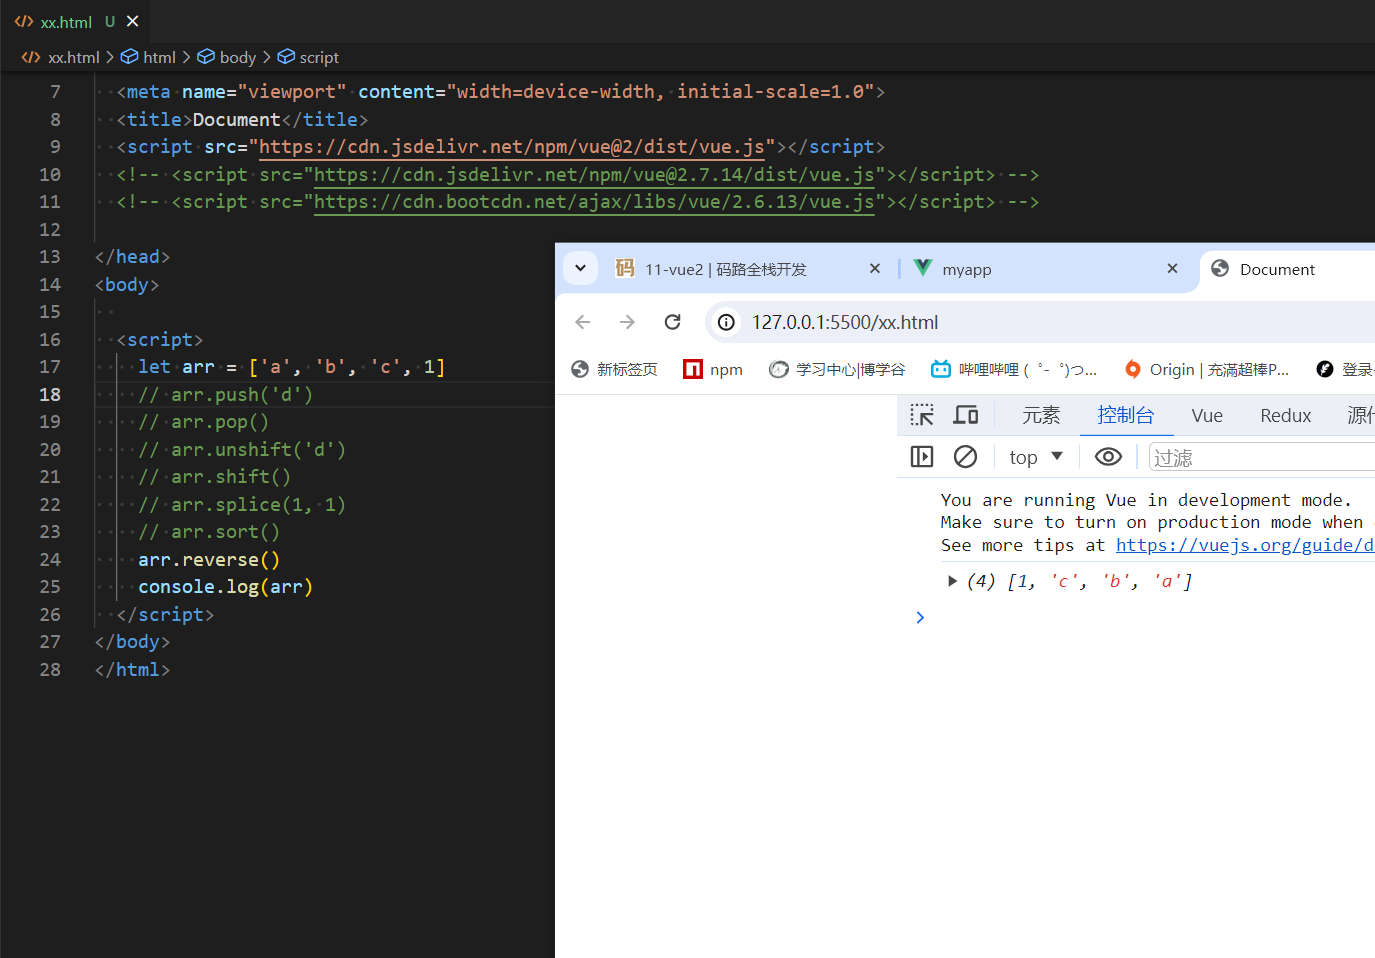 xx.html U
xx.html > html > body > script
7 <meta name="viewport" content="width=device-width, initial-scale=1.0">
8 <title>Document</title>
9 <script src="https://cdn.jsdelivr.net/npm/vue@2/dist/vue.js"></script>
10 <!-- <script src="https://cdn.jsdelivr.net/npm/vue@2.7.14/dist/vue.js"></script> -->
11 <!-- <script src="https://cdn.bootcdn.net/ajax/libs/vue/2.6.13/vue.js"></script> -->
12
13 </head>
14 <body>
15
16 <script>
17 let arr = ['a', 'b', 'c', 1]
18 // arr.push('d')
19 // arr.pop()
20 // arr.unshift('d')
21 // arr.shift()
22 // arr.splice(1, 1)
23 // arr.sort()
24 arr.reverse()
25 console.log(arr)
26 </script>
27 </body>
28 </html>
码 11-vue2 | 码路全栈开发 myapp Document
127.0.0.1:5500/xx.html
新标签页 npm 学习中心|博学谷 哔哩哔哩 (゜-゜)つ... Origin | 充满超棒P... 登录
元素 控制台 Vue Redux 源
top 过滤
You are running Vue in development mode.
Make sure to turn on production mode when
See more tips at https://vuejs.org/guide/d
(4) [1, 'c', 'b', 'a']